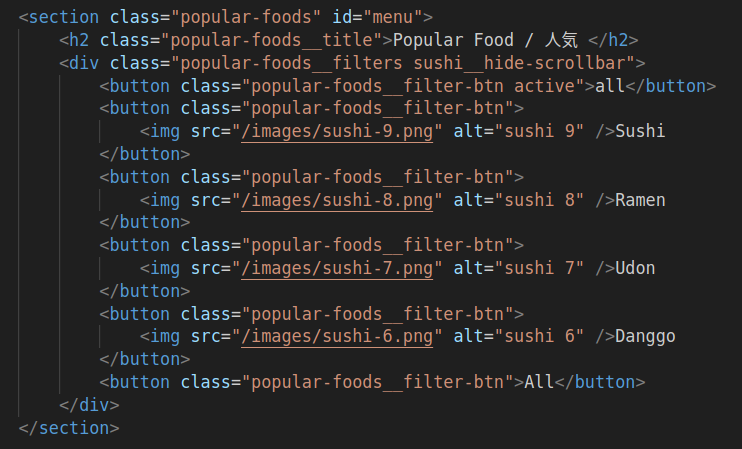 <section class="popular-foods" id="menu">
<h2 class="popular-foods__title">Popular Food / 人気 </h2>
<div class="popular-foods__filters sushi__hide-scrollbar">
<button class="popular-foods__filter-btn active">all</button>
<button class="popular-foods__filter-btn">
<img src="/images/sushi-9.png" alt="sushi 9" />Sushi
</button>
<button class="popular-foods__filter-btn">
<img src="/images/sushi-8.png" alt="sushi 8" />Ramen
</button>
<button class="popular-foods__filter-btn">
<img src="/images/sushi-7.png" alt="sushi 7" />Udon
</button>
<button class="popular-foods__filter-btn">
<img src="/images/sushi-6.png" alt="sushi 6" />Danggo
</button>
<button class="popular-foods__filter-btn">All</button>
</div>
</section>